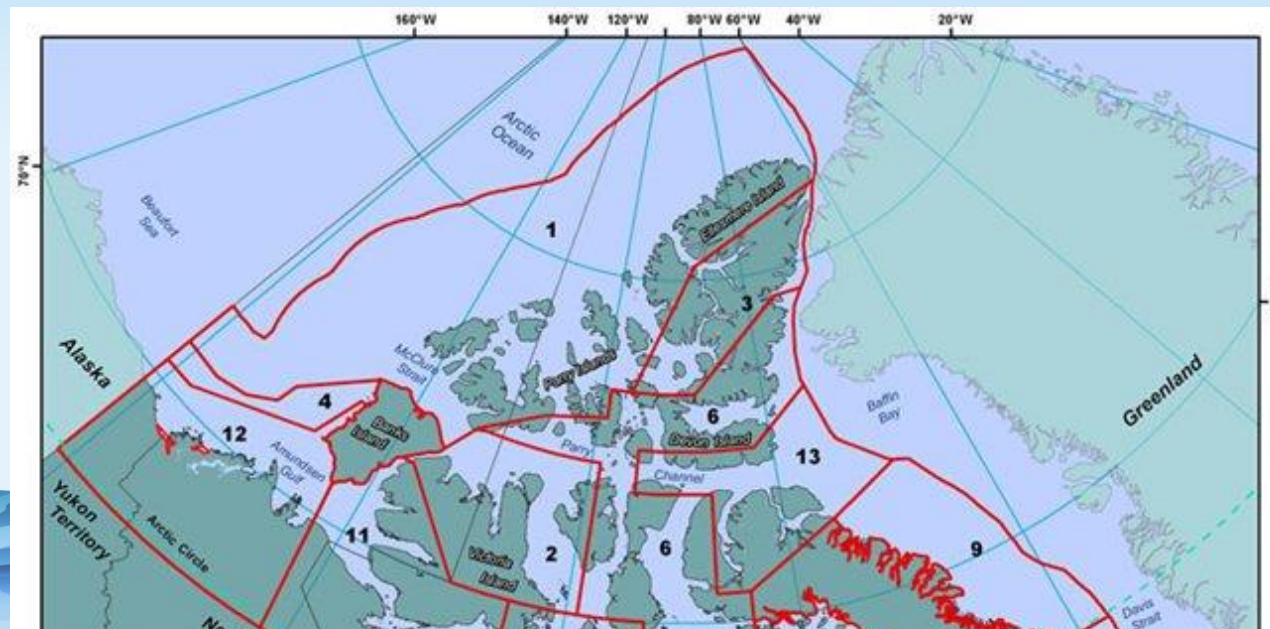 160°W 140°W 120°W 80°W 60°W 40°W 20°W
70°N
Arctic
Ocean
Beaufort
Sea
1
Ellesmere Island
3
Alaska
McClure
Strait
Parry Islands
Greenland
4
Banks
Island
6
Baffin
Bay
12
Devon Island
Amundsen
Gulf
Parry
Channel
13
Yukon
Territory
Arctic Circle
11
Victoria
Island
2
6
9
Davis
Strait